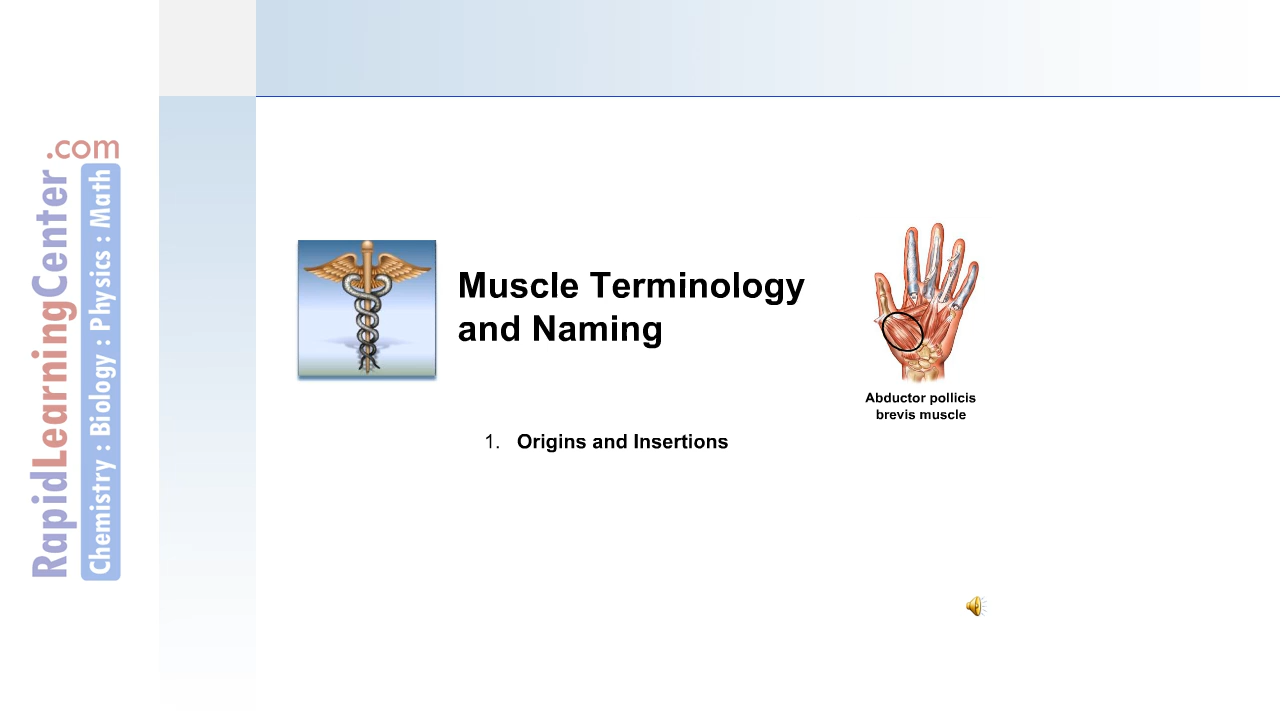 RapidLearningCenter.com
Chemistry : Biology : Physics : Math
Muscle Terminology
and Naming
Abductor pollicis
brevis muscle
1. Origins and Insertions